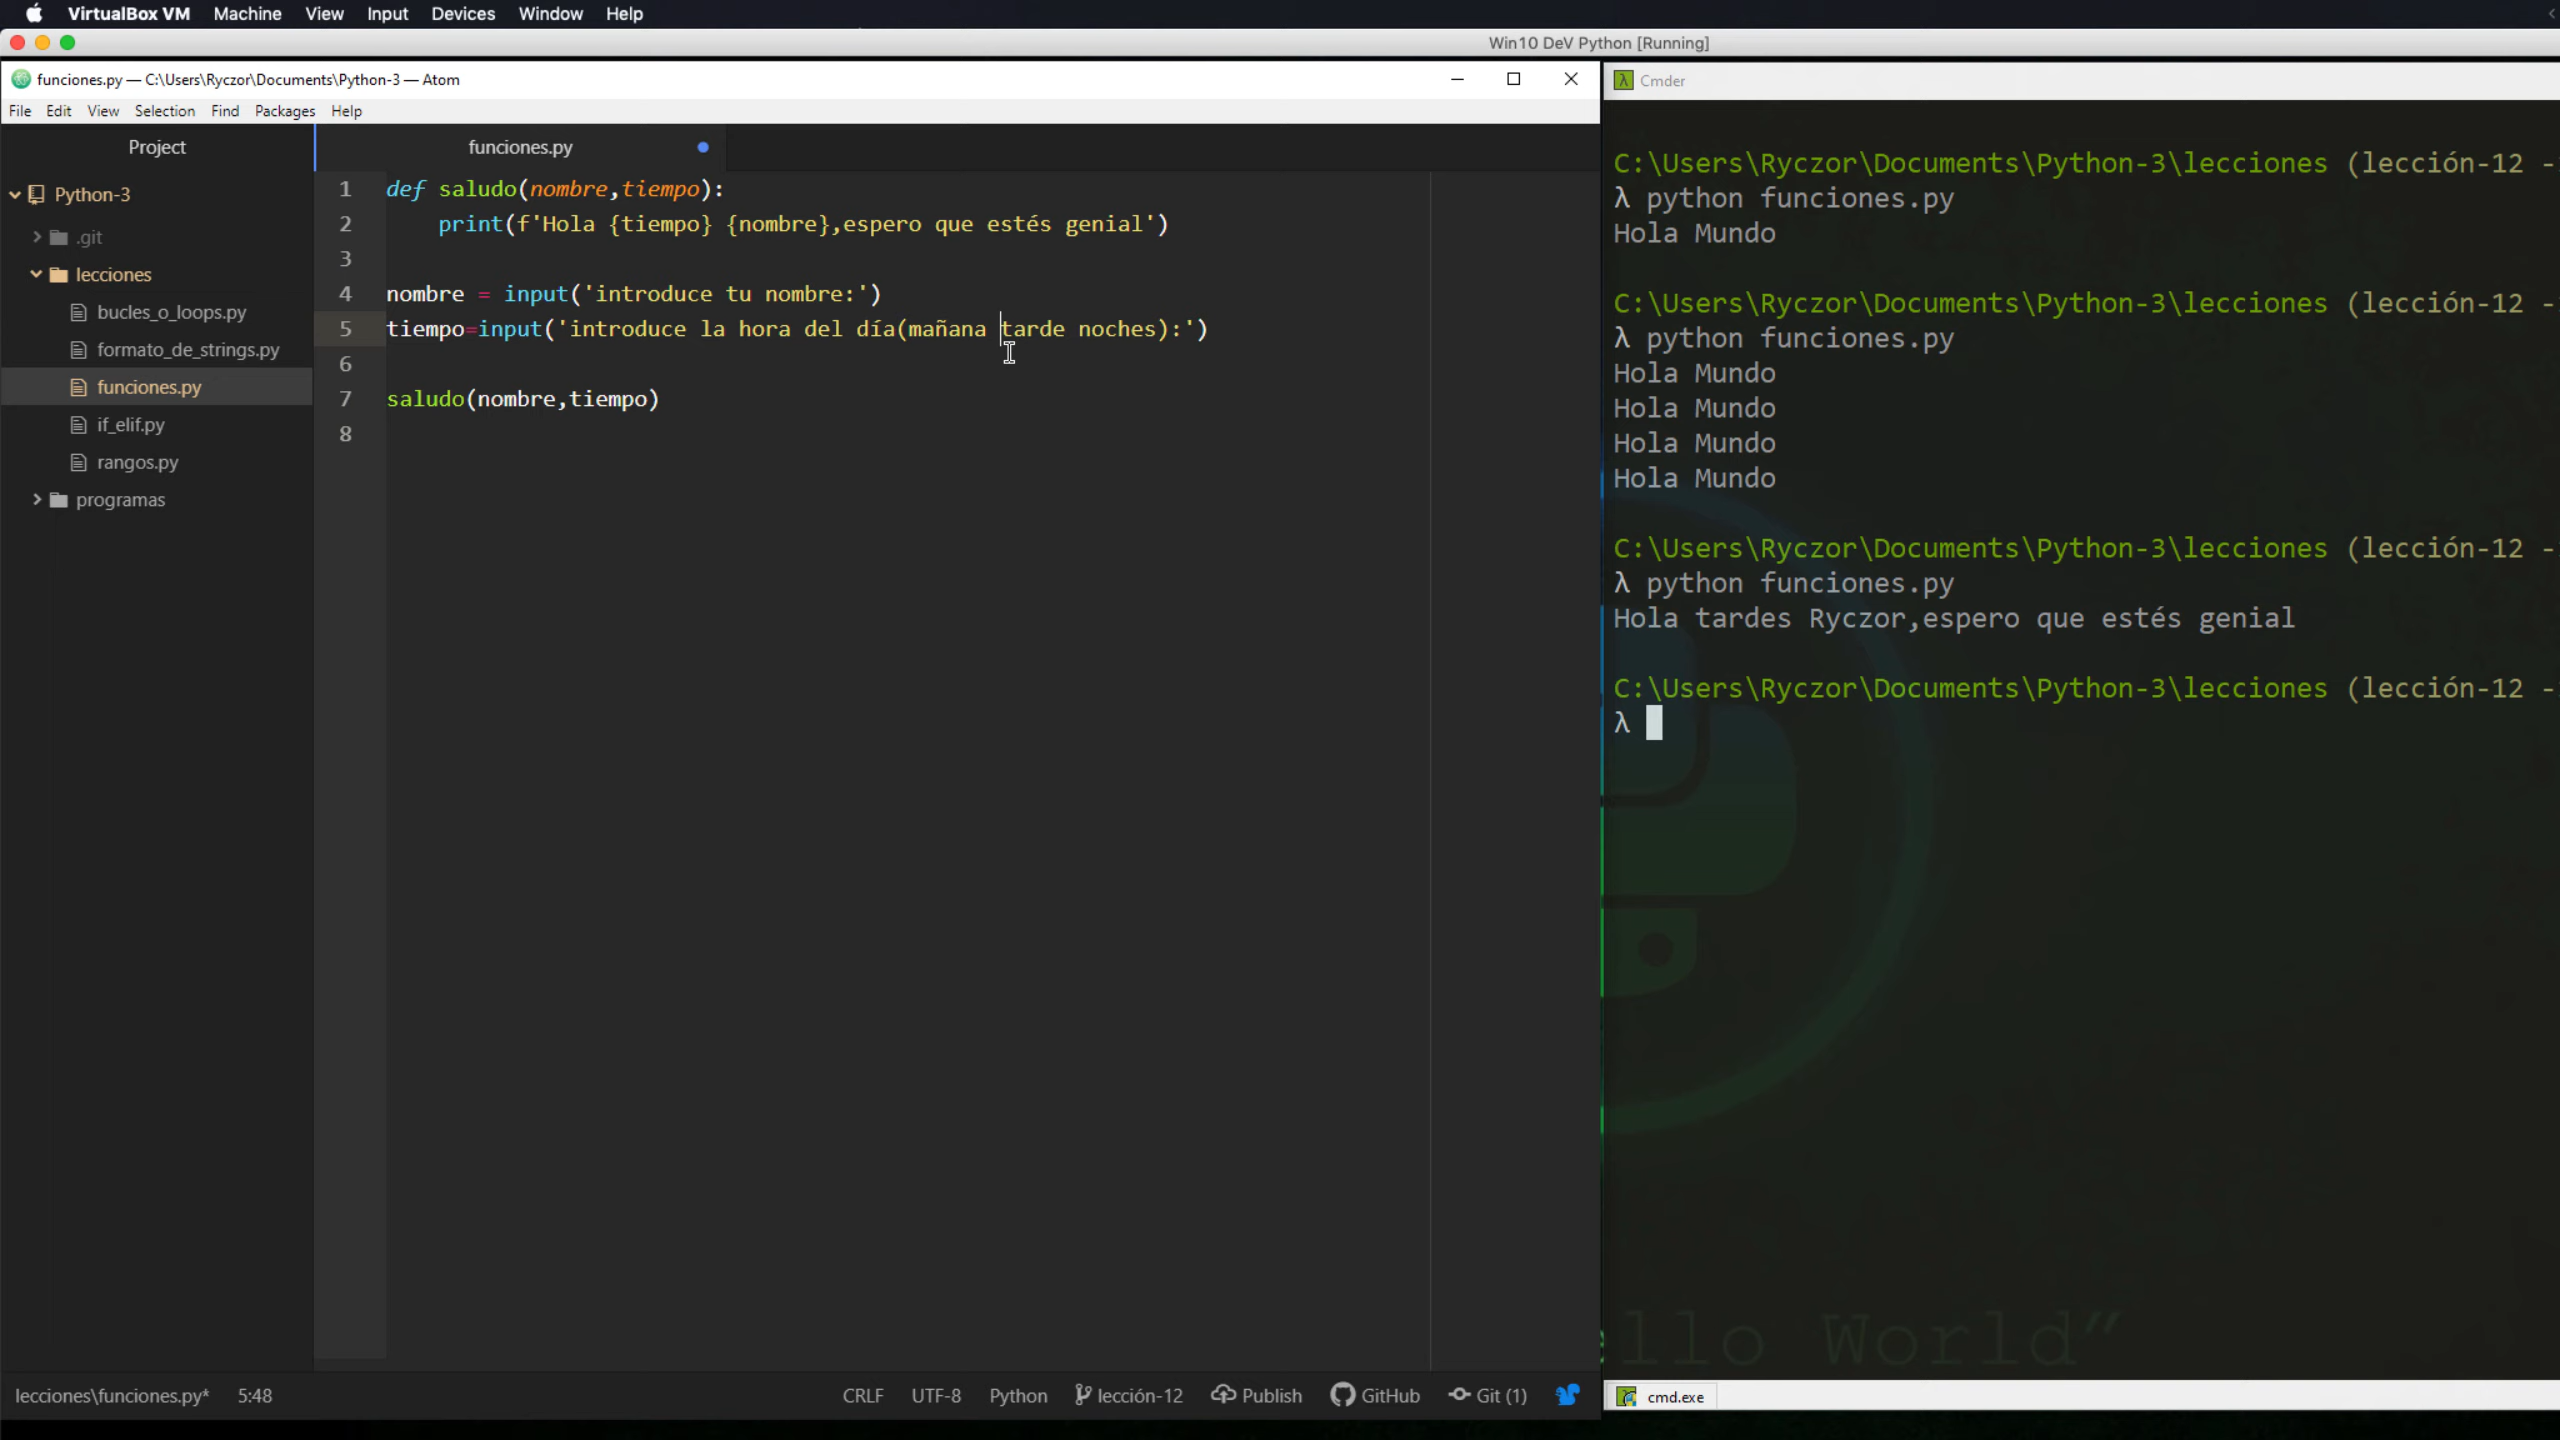 VirtualBox VM Machine View Input Devices Window Help
Win10 DeV Python [Running]
funciones.py — C:\Users\Ryczor\Documents\Python-3 — Atom
File Edit View Selection Find Packages Help
Project
Python-3
.git
lecciones
bucles_o_loops.py
formato_de_strings.py
funciones.py
if_elif.py
rangos.py
programas
funciones.py
1 def saludo(nombre,tiempo):
2 print(f'Hola {tiempo} {nombre},espero que estés genial')
3
4 nombre = input('introduce tu nombre:')
5 tiempo=input('introduce la hora del día(mañana tarde noches):')
6
7 saludo(nombre,tiempo)
8
lecciones\funciones.py* 5:48 CRLF UTF-8 Python lección-12 Publish GitHub Git (1)
Cmder
C:\Users\Ryczor\Documents\Python-3\lecciones (lección-12 -
λ python funciones.py
Hola Mundo
C:\Users\Ryczor\Documents\Python-3\lecciones (lección-12 -
λ python funciones.py
Hola Mundo
Hola Mundo
Hola Mundo
Hola Mundo
C:\Users\Ryczor\Documents\Python-3\lecciones (lección-12 -
λ python funciones.py
Hola tardes Ryczor,espero que estés genial
C:\Users\Ryczor\Documents\Python-3\lecciones (lección-12 -
λ
ello World”
cmd.exe